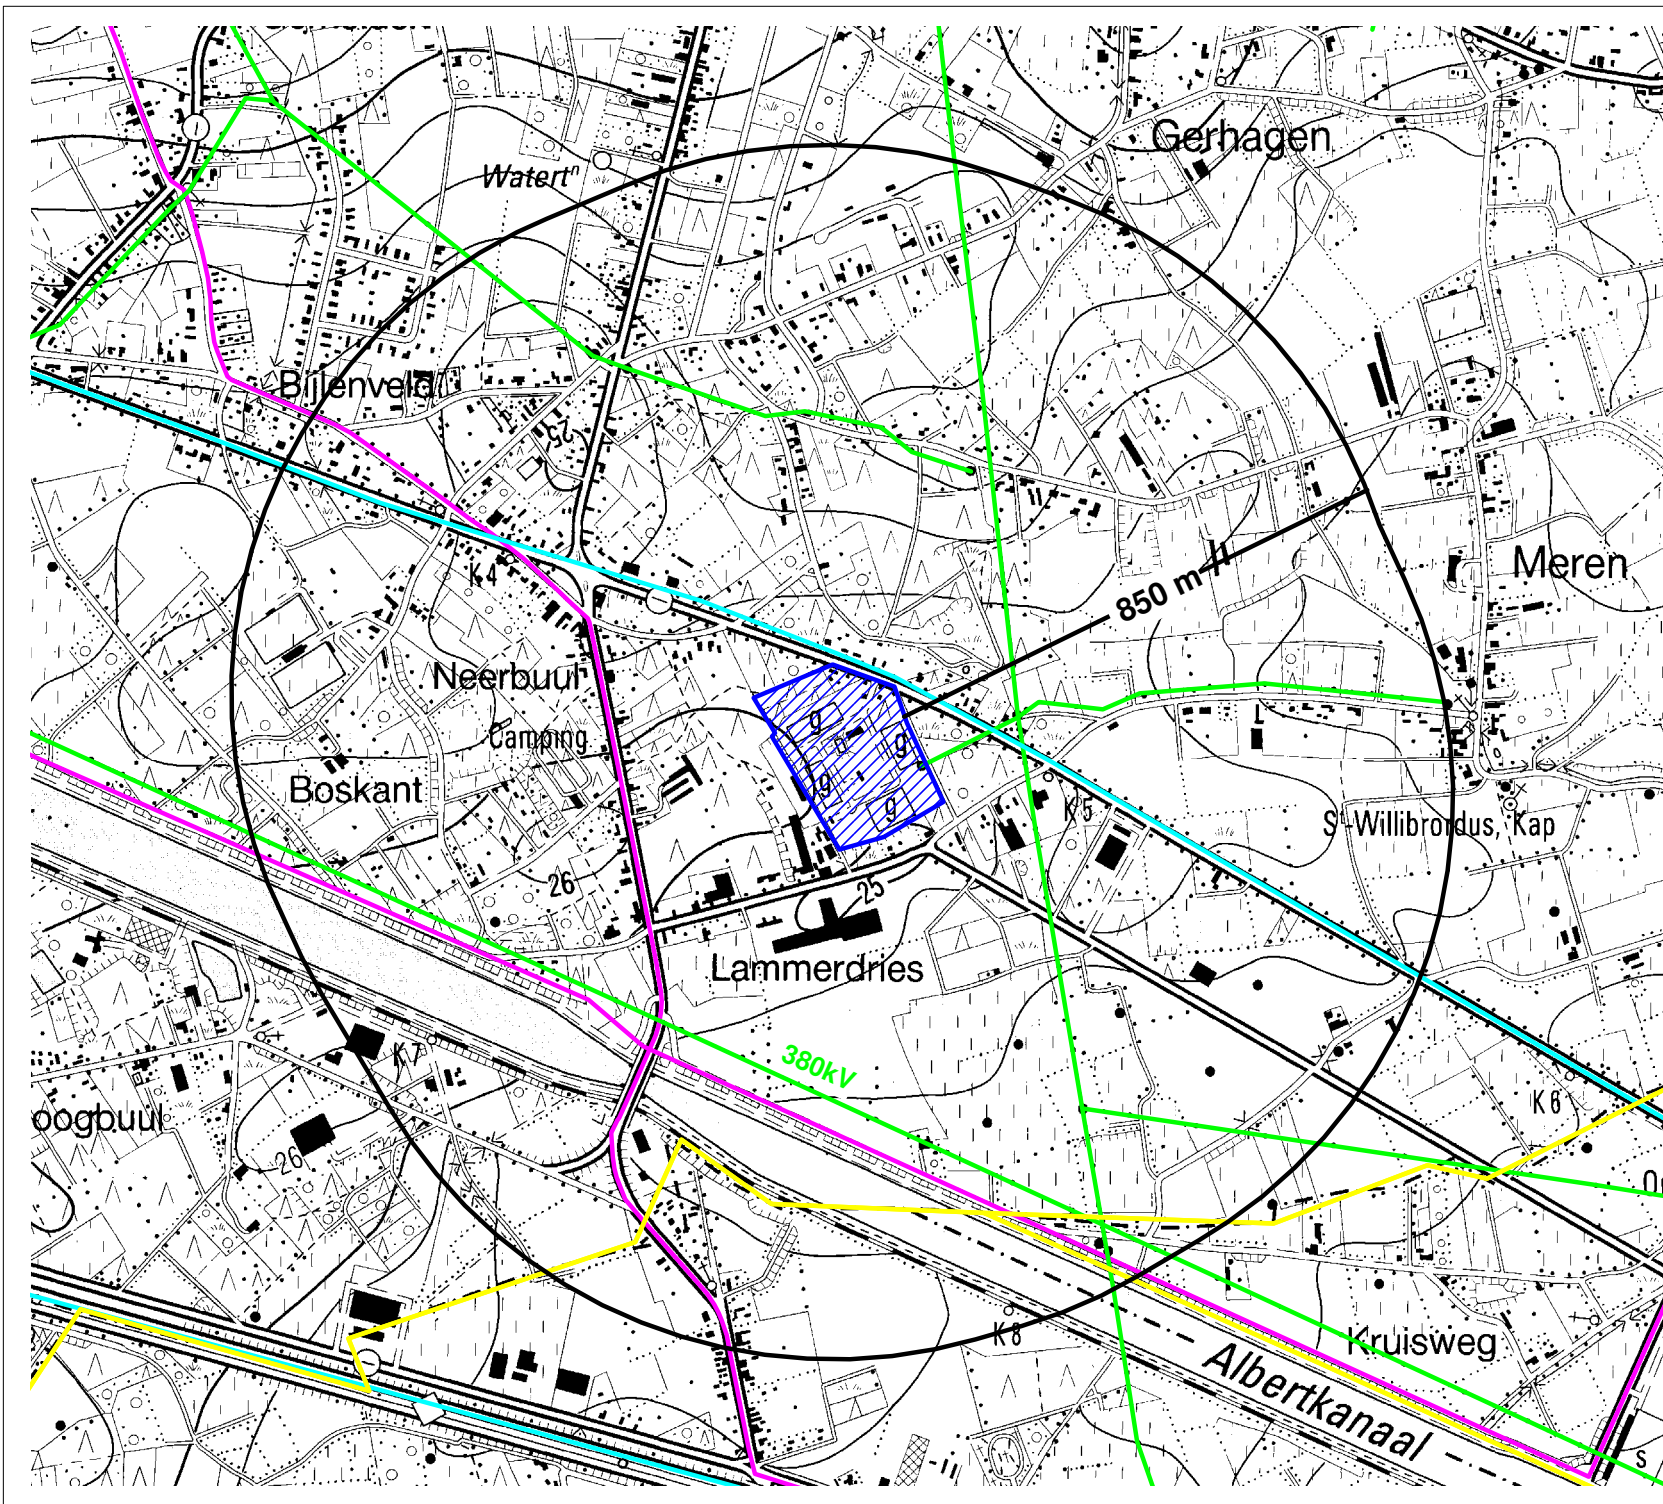 Gerhagen
Watertⁿ
Bijlenveld
25
850 m
Meren
K4
Neerbuul
g
Camping
g
g
Boskant
g
K5
Sᵗ-Willibrordus, Kap
26
25
Lammerdries
K7
380kV
oogbuul
K6
26
K8
Kruisweg
Albertkanaal
s